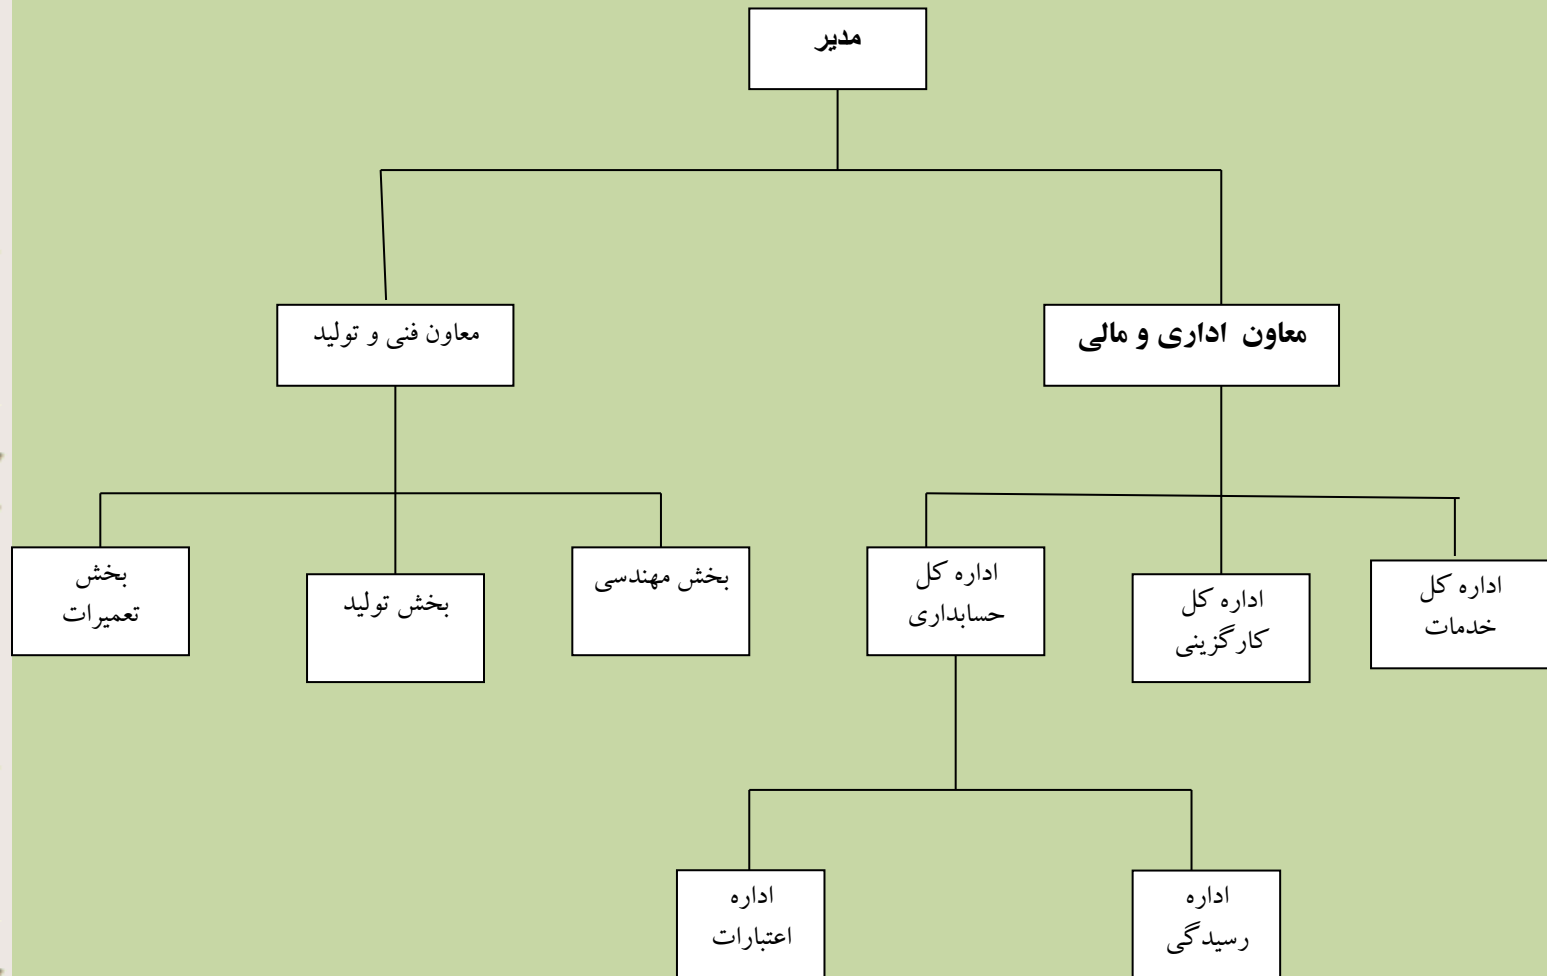 مدیر
معاون اداری و مالی
معاون فنی و تولید
اداره کل
خدمات
اداره کل
کارگزینی
اداره کل
حسابداری
بخش مهندسی
بخش تولید
بخش
تعمیرات
اداره
رسیدگی
اداره
اعتبارات